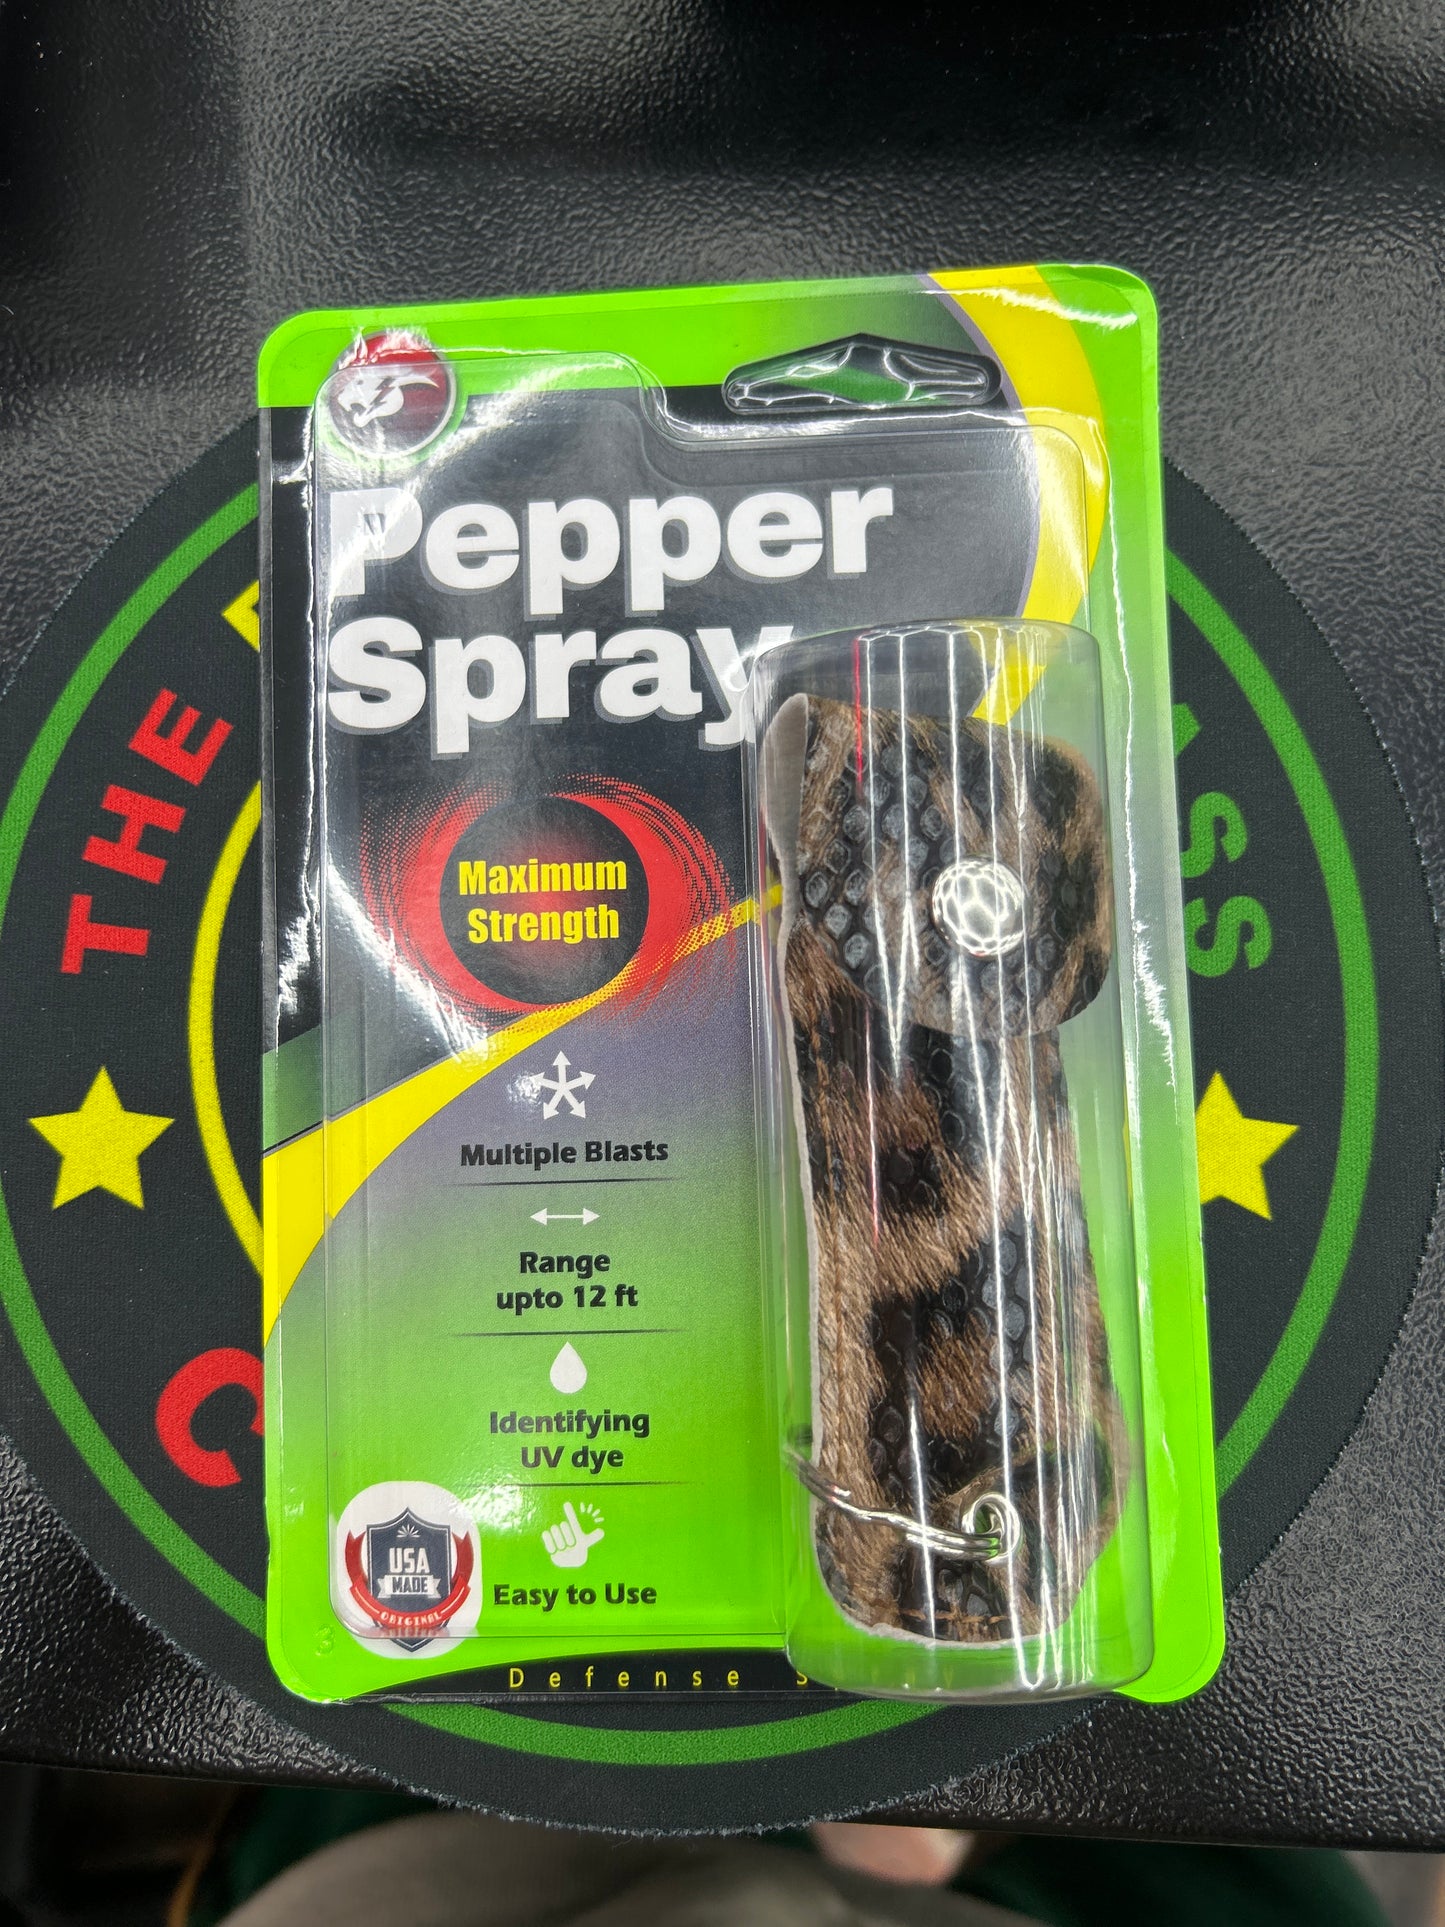 Pepper
Spray
Maximum
Strength
Multiple Blasts
Range
upto 12 ft
Identifying
UV dye
Easy to Use
USA
MADE
ORIGINAL
Defense
THE